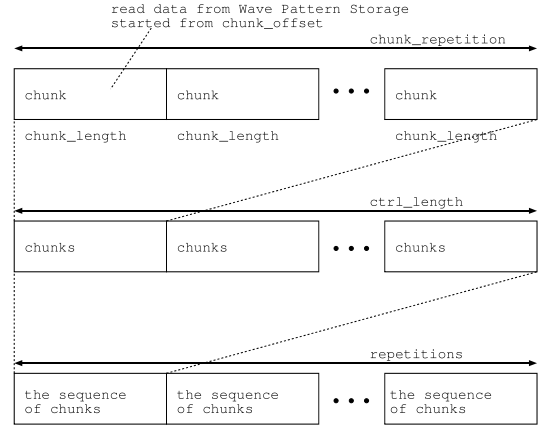 read data from Wave Pattern Storage
started from chunk_offset
chunk_repetition
chunk chunk chunk
chunk_length chunk_length chunk_length
ctrl_length
chunks chunks chunks
repetitions
the sequence the sequence the sequence
of chunks of chunks of chunks